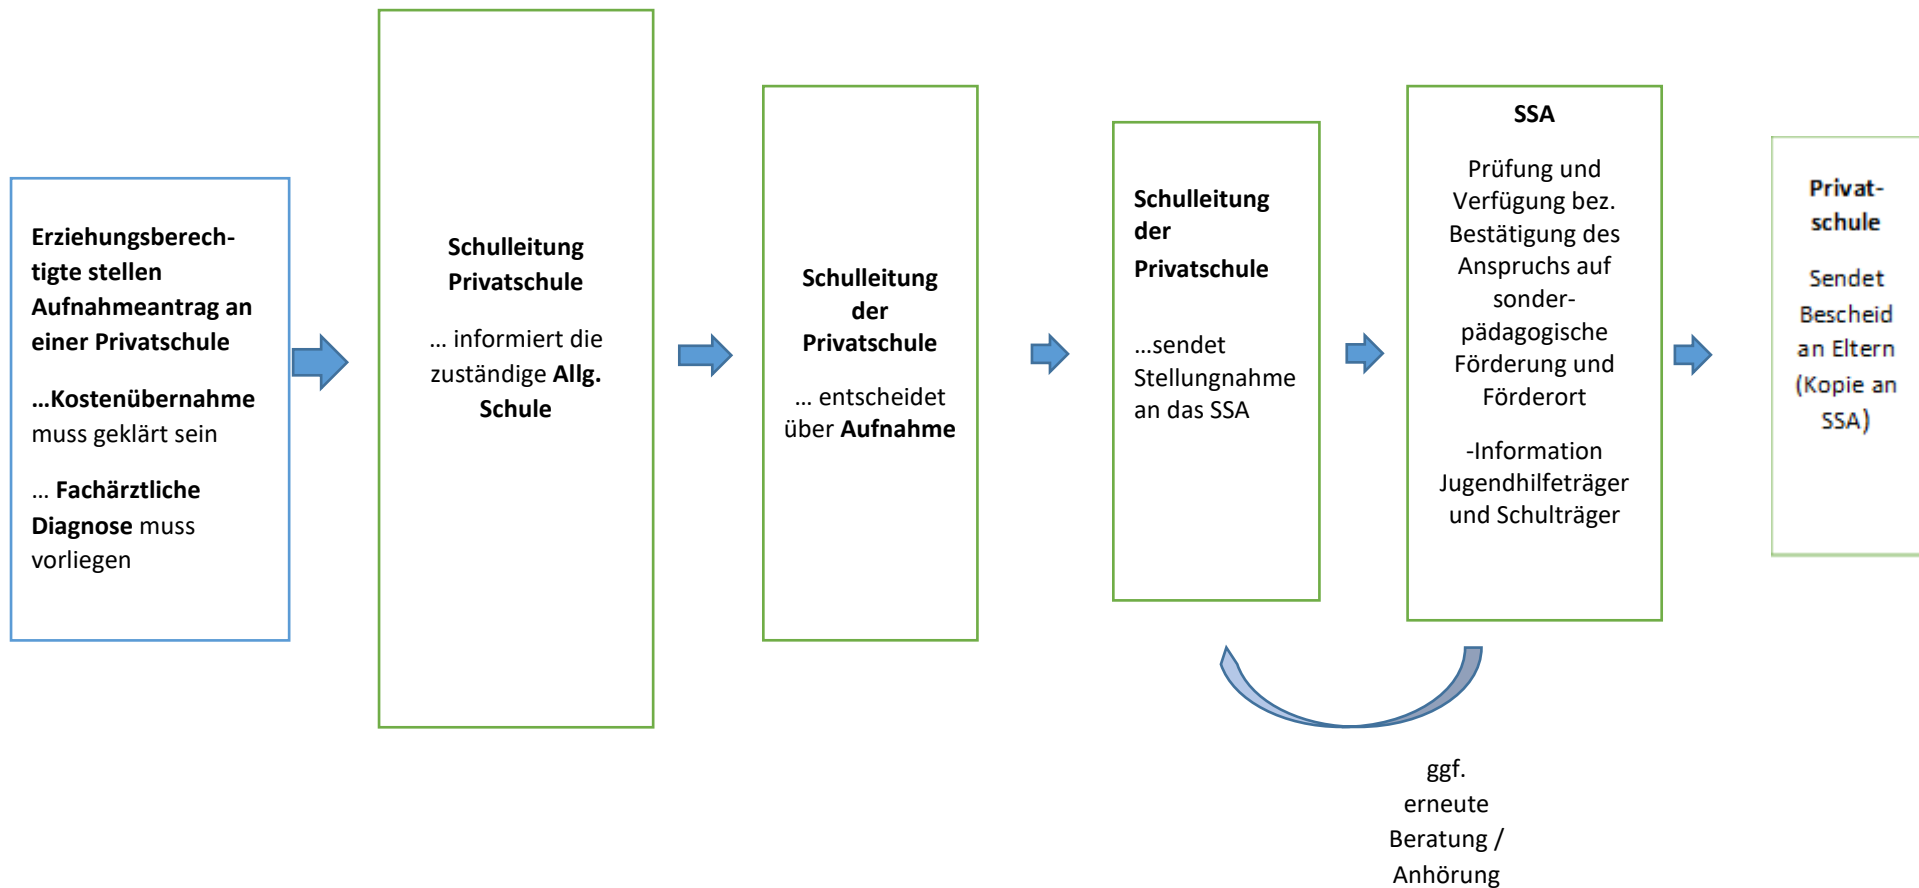 Erziehungsberech-
tigte stellen
Aufnahmeantrag an
einer Privatschule
…Kostenübernahme
muss geklärt sein
… Fachärztliche
Diagnose muss
vorliegen
Schulleitung
Privatschule
… informiert die
zuständige Allg.
Schule
Schulleitung
der
Privatschule
… entscheidet
über Aufnahme
Schulleitung
der
Privatschule
…sendet
Stellungnahme
an das SSA
SSA
Prüfung und
Verfügung bez.
Bestätigung des
Anspruchs auf
sonder-
pädagogische
Förderung und
Förderort
-Information
Jugendhilfeträger
und Schulträger
Privat-
schule
Sendet
Bescheid
an Eltern
(Kopie an
SSA)
ggf.
erneute
Beratung /
Anhörung